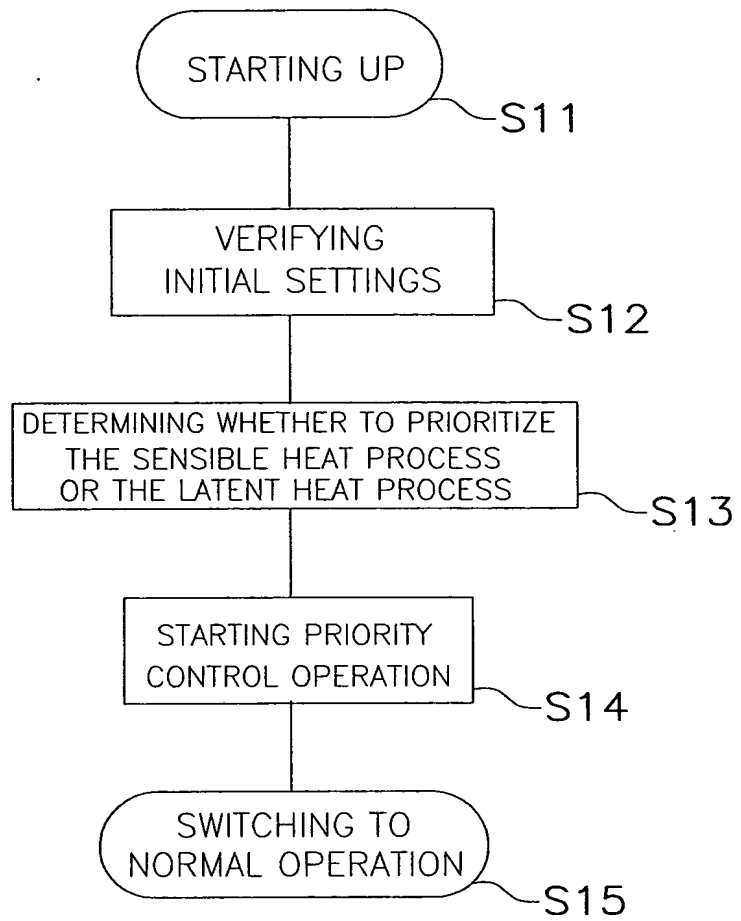 STARTING UP
S11
VERIFYING
INITIAL SETTINGS
S12
DETERMINING WHETHER TO PRIORITIZE
THE SENSIBLE HEAT PROCESS
OR THE LATENT HEAT PROCESS
S13
STARTING PRIORITY
CONTROL OPERATION
S14
SWITCHING TO
NORMAL OPERATION
S15